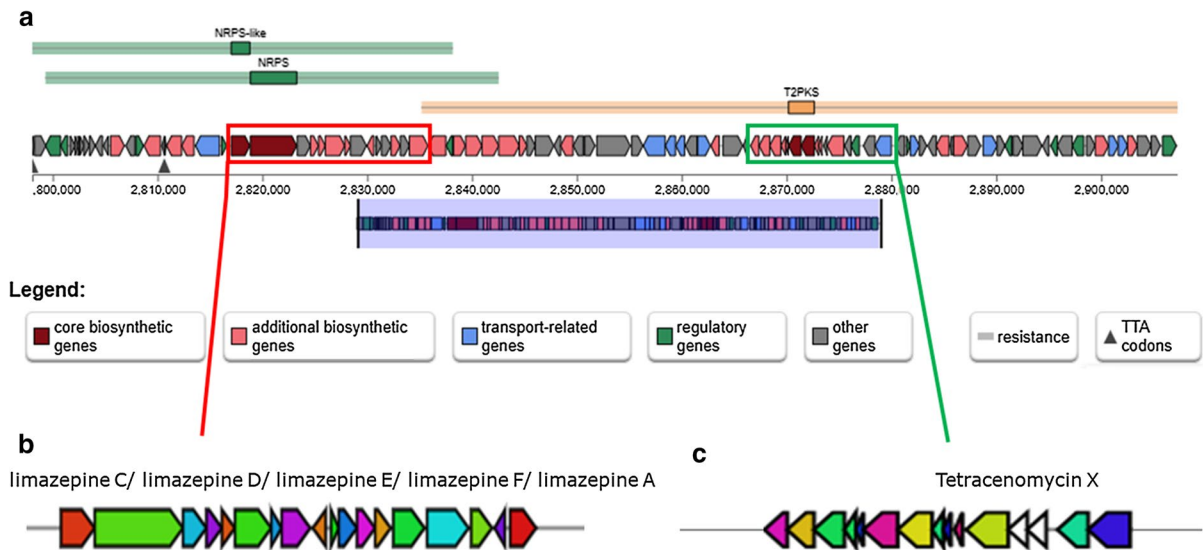 a
NRPS-like
NRPS
T2PKS
,800,000 2,810,000 2,820,000 2,830,000 2,840,000 2,850,000 2,860,000 2,870,000 2,880,000 2,890,000 2,900,000
Legend:
core biosynthetic genes
additional biosynthetic genes
transport-related genes
regulatory genes
other genes
resistance
TTA codons
b
limazepine C/ limazepine D/ limazepine E/ limazepine F/ limazepine A
c
Tetracenomycin X